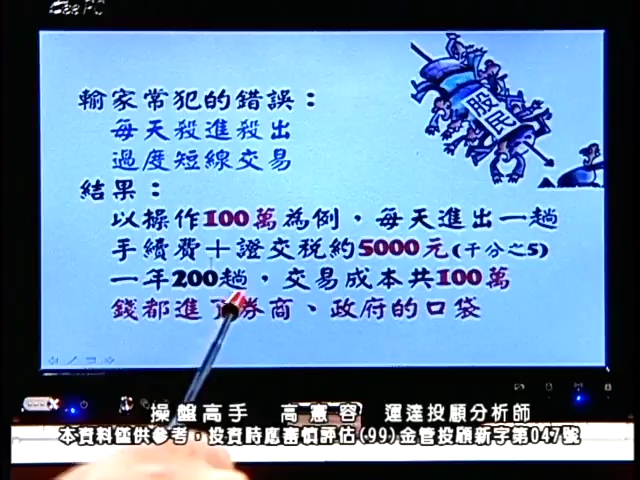 Eee PC
輸家常犯的錯誤：
每天殺進殺出
過度短線交易
股民
結果：
以操作100萬為例，每天進出一趟
手續費＋證交税約5000元(千分之5)
一年200趟，交易成本共100萬
錢都進了券商、政府的口袋
操盤高手 高憲容 運達投顧分析師
本資料僅供參考，投資時應審慎評估(99)金管投顧新字第047號